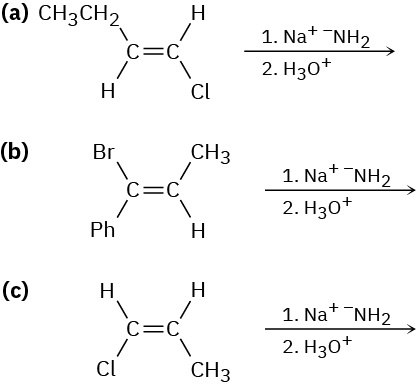 (a) CH₃CH₂ H
C=C
H Cl
1. Na⁺ ⁻NH₂
2. H₃O⁺
(b) Br CH₃
C=C
Ph H
1. Na⁺ ⁻NH₂
2. H₃O⁺
(c) H H
C=C
Cl CH₃
1. Na⁺ ⁻NH₂
2. H₃O⁺